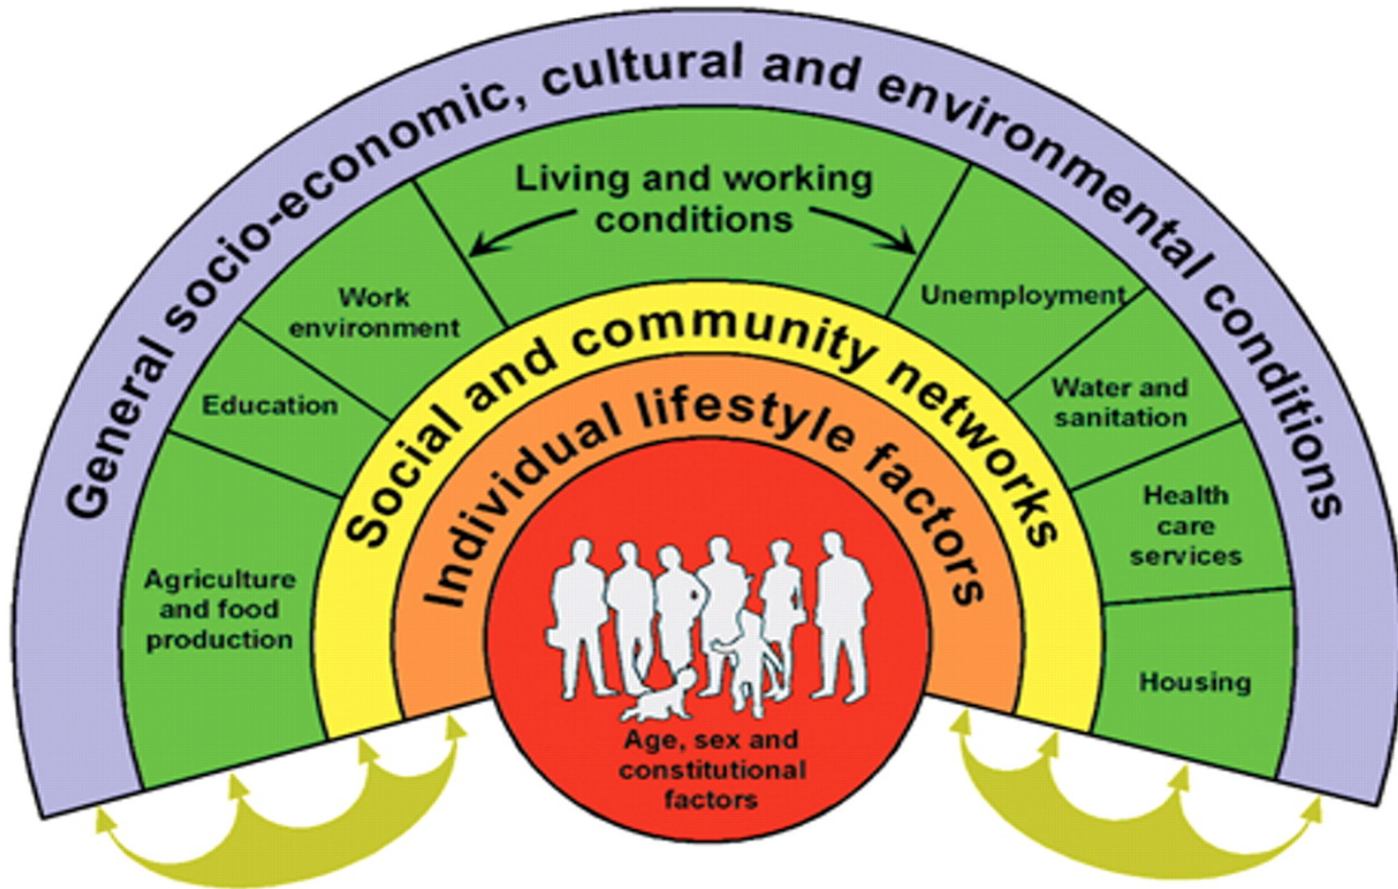 General socio-economic, cultural and environmental conditions
Living and working
conditions
Work
environment
Unemployment
Education
Water and
sanitation
Agriculture
and food
production
Health
care
services
Housing
Social and community networks
Individual lifestyle factors
Age, sex and
constitutional
factors